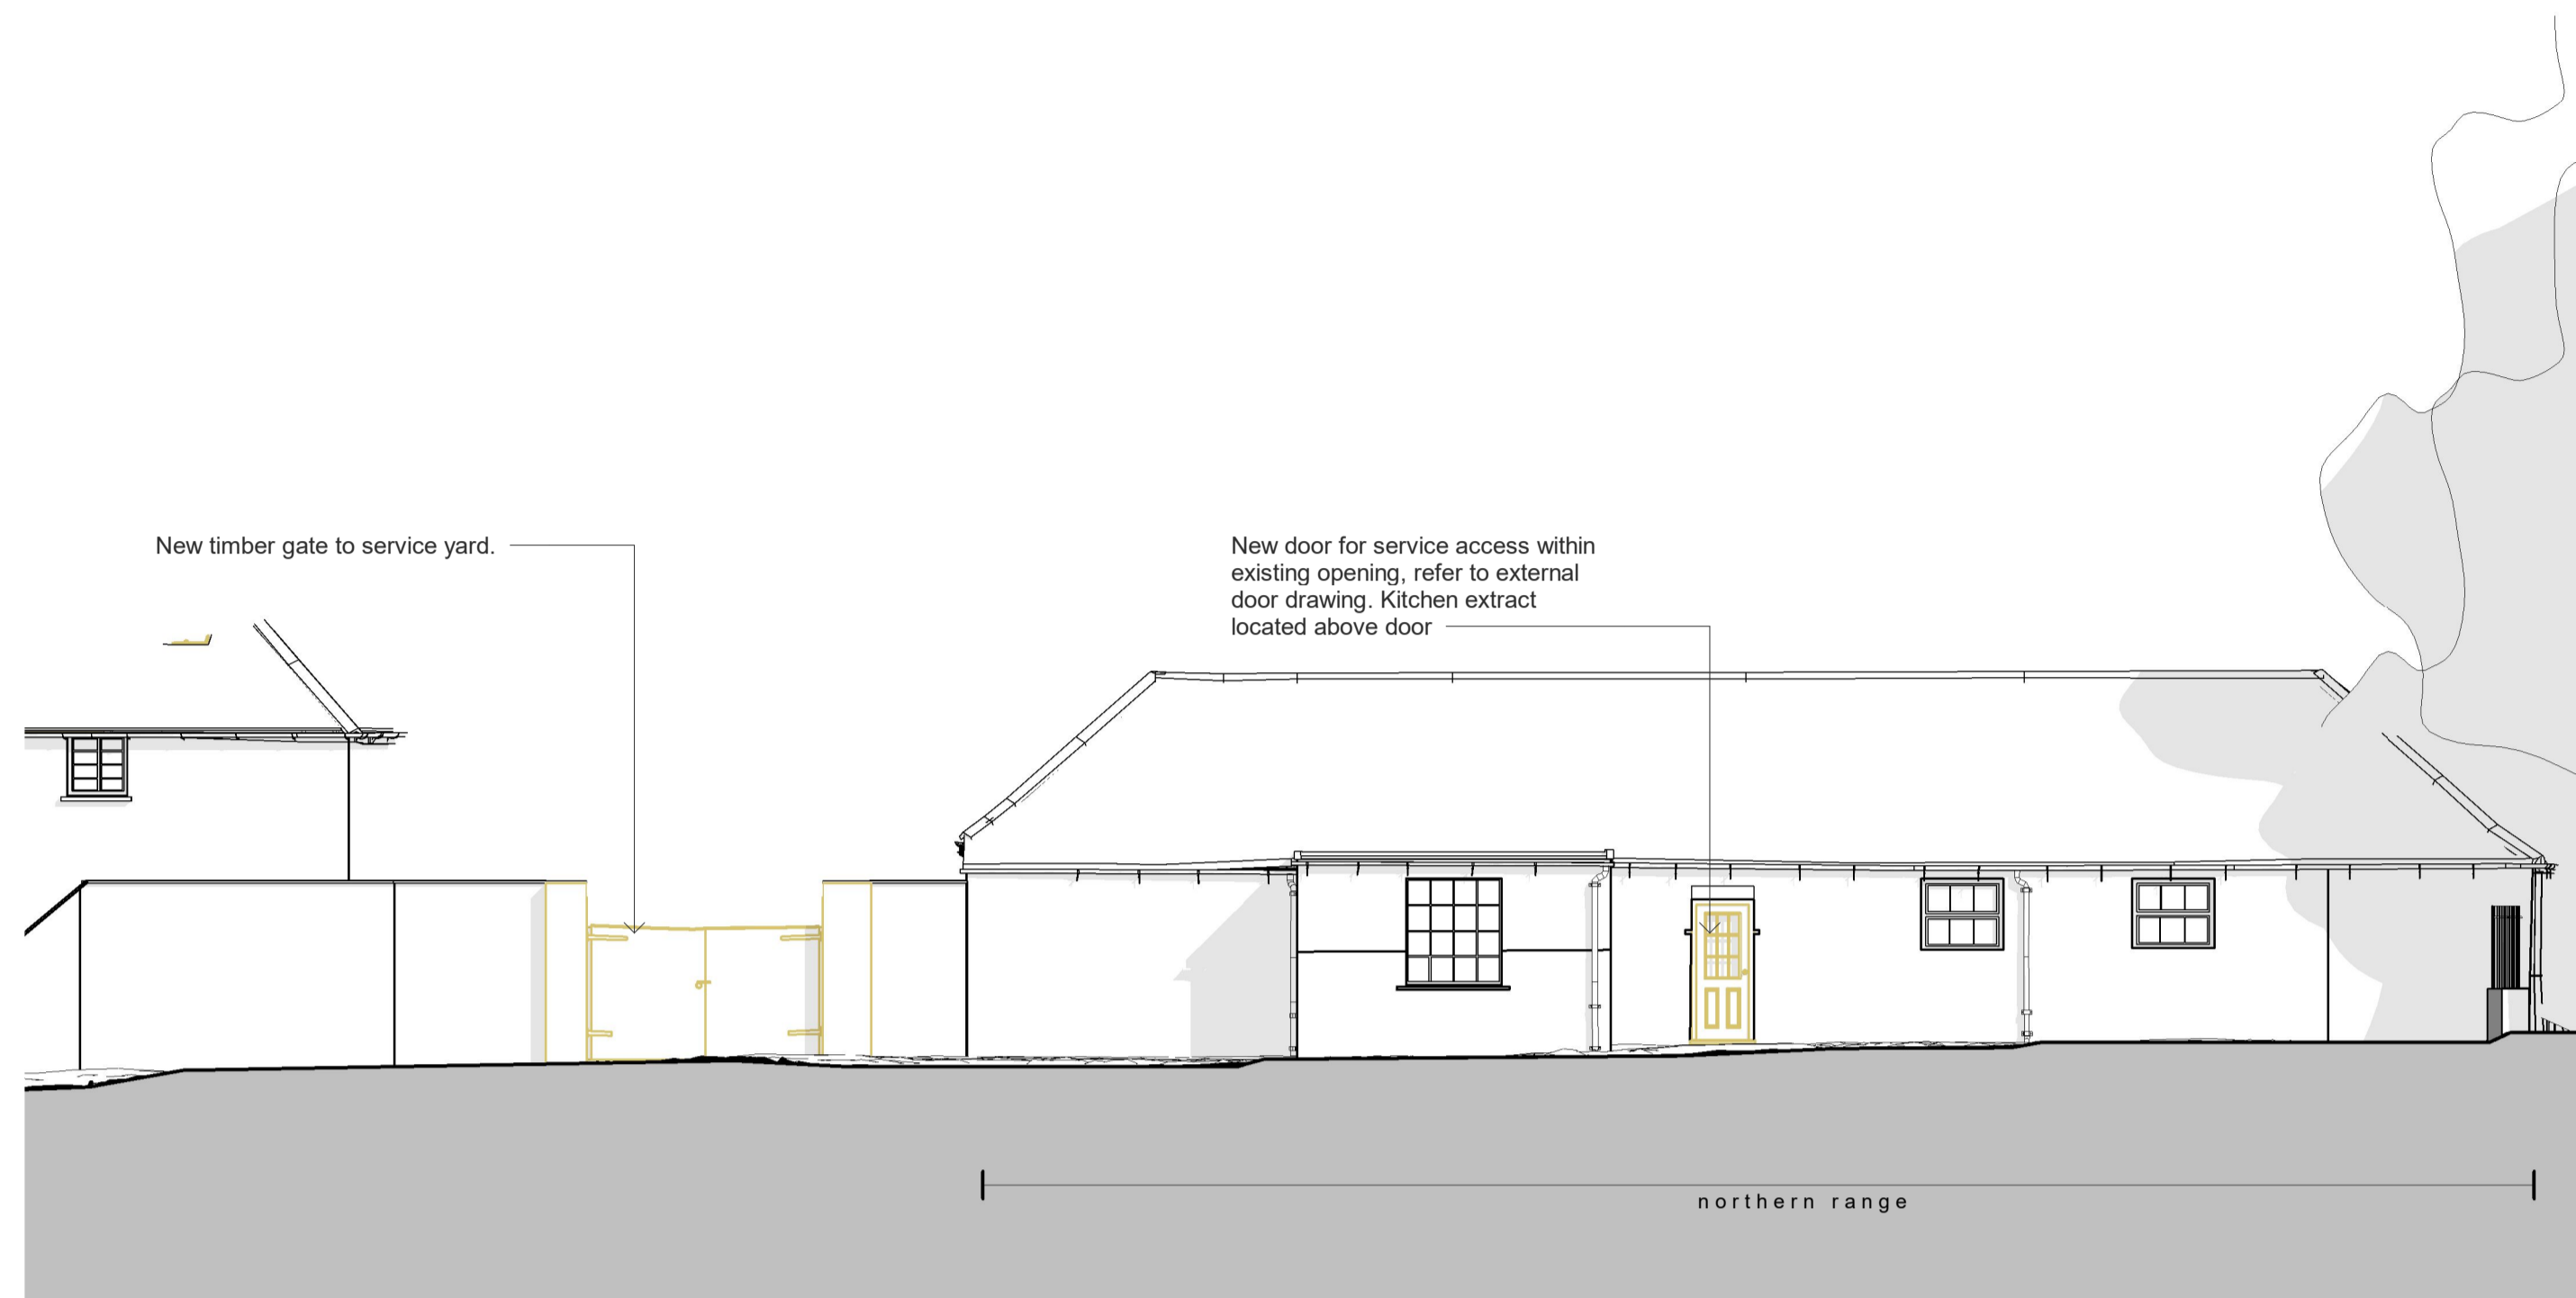 New timber gate to service yard.
New door for service access within
existing opening, refer to external
door drawing. Kitchen extract
located above door
northern range